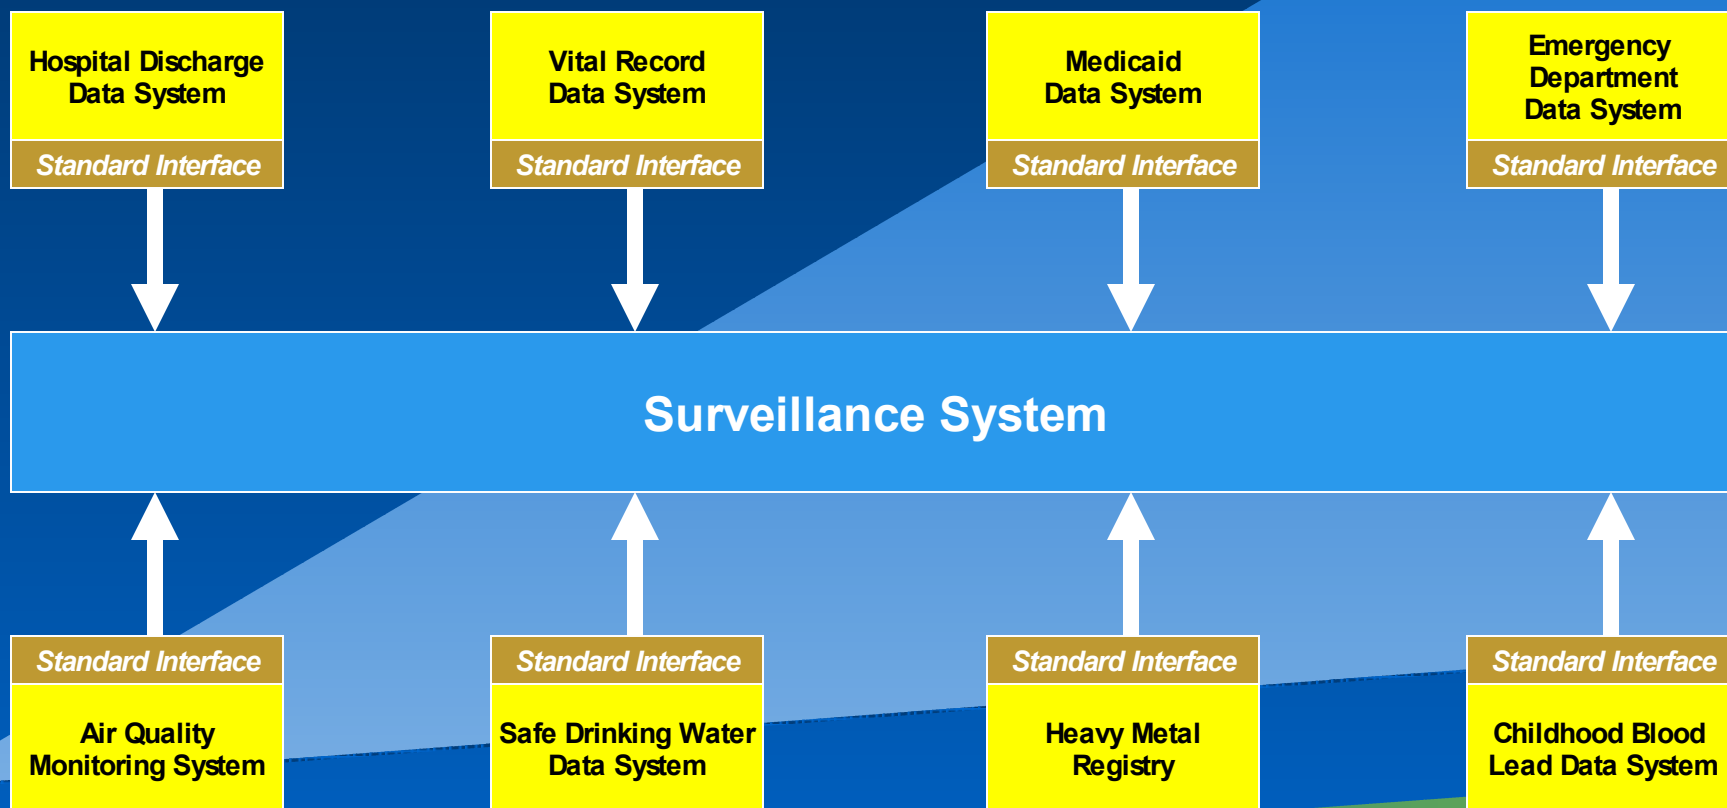 Hospital Discharge
Data System
Standard Interface
Vital Record
Data System
Standard Interface
Medicaid
Data System
Standard Interface
Emergency
Department
Data System
Standard Interface
Surveillance System
Standard Interface
Air Quality
Monitoring System
Standard Interface
Safe Drinking Water
Data System
Standard Interface
Heavy Metal
Registry
Standard Interface
Childhood Blood
Lead Data System